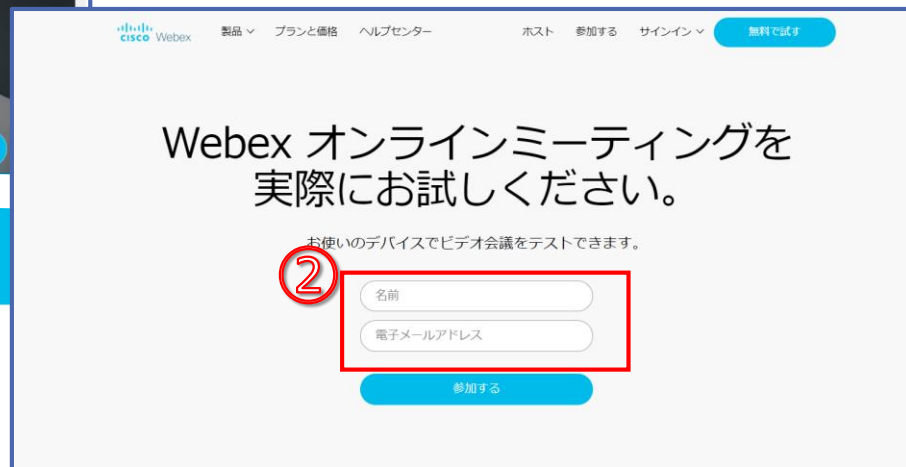 CISCO Webex 製品 プランと価格 ヘルプセンター ホスト 参加する サインイン 無料で試す
Webex オンラインミーティングを
実際にお試しください。
お使いのデバイスでビデオ会議をテストできます。
②
名前
電子メールアドレス
参加する